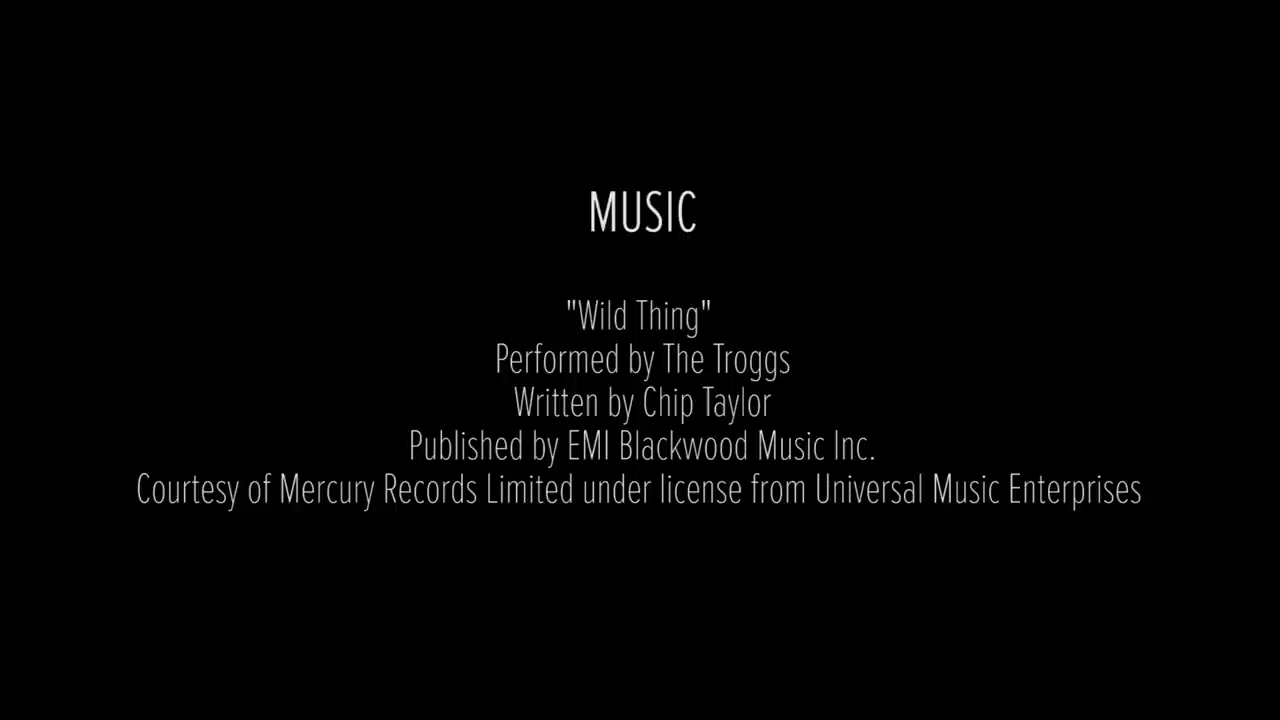 MUSIC
"Wild Thing"
Performed by The Troggs
Written by Chip Taylor
Published by EMI Blackwood Music Inc.
Courtesy of Mercury Records Limited under license from Universal Music Enterprises